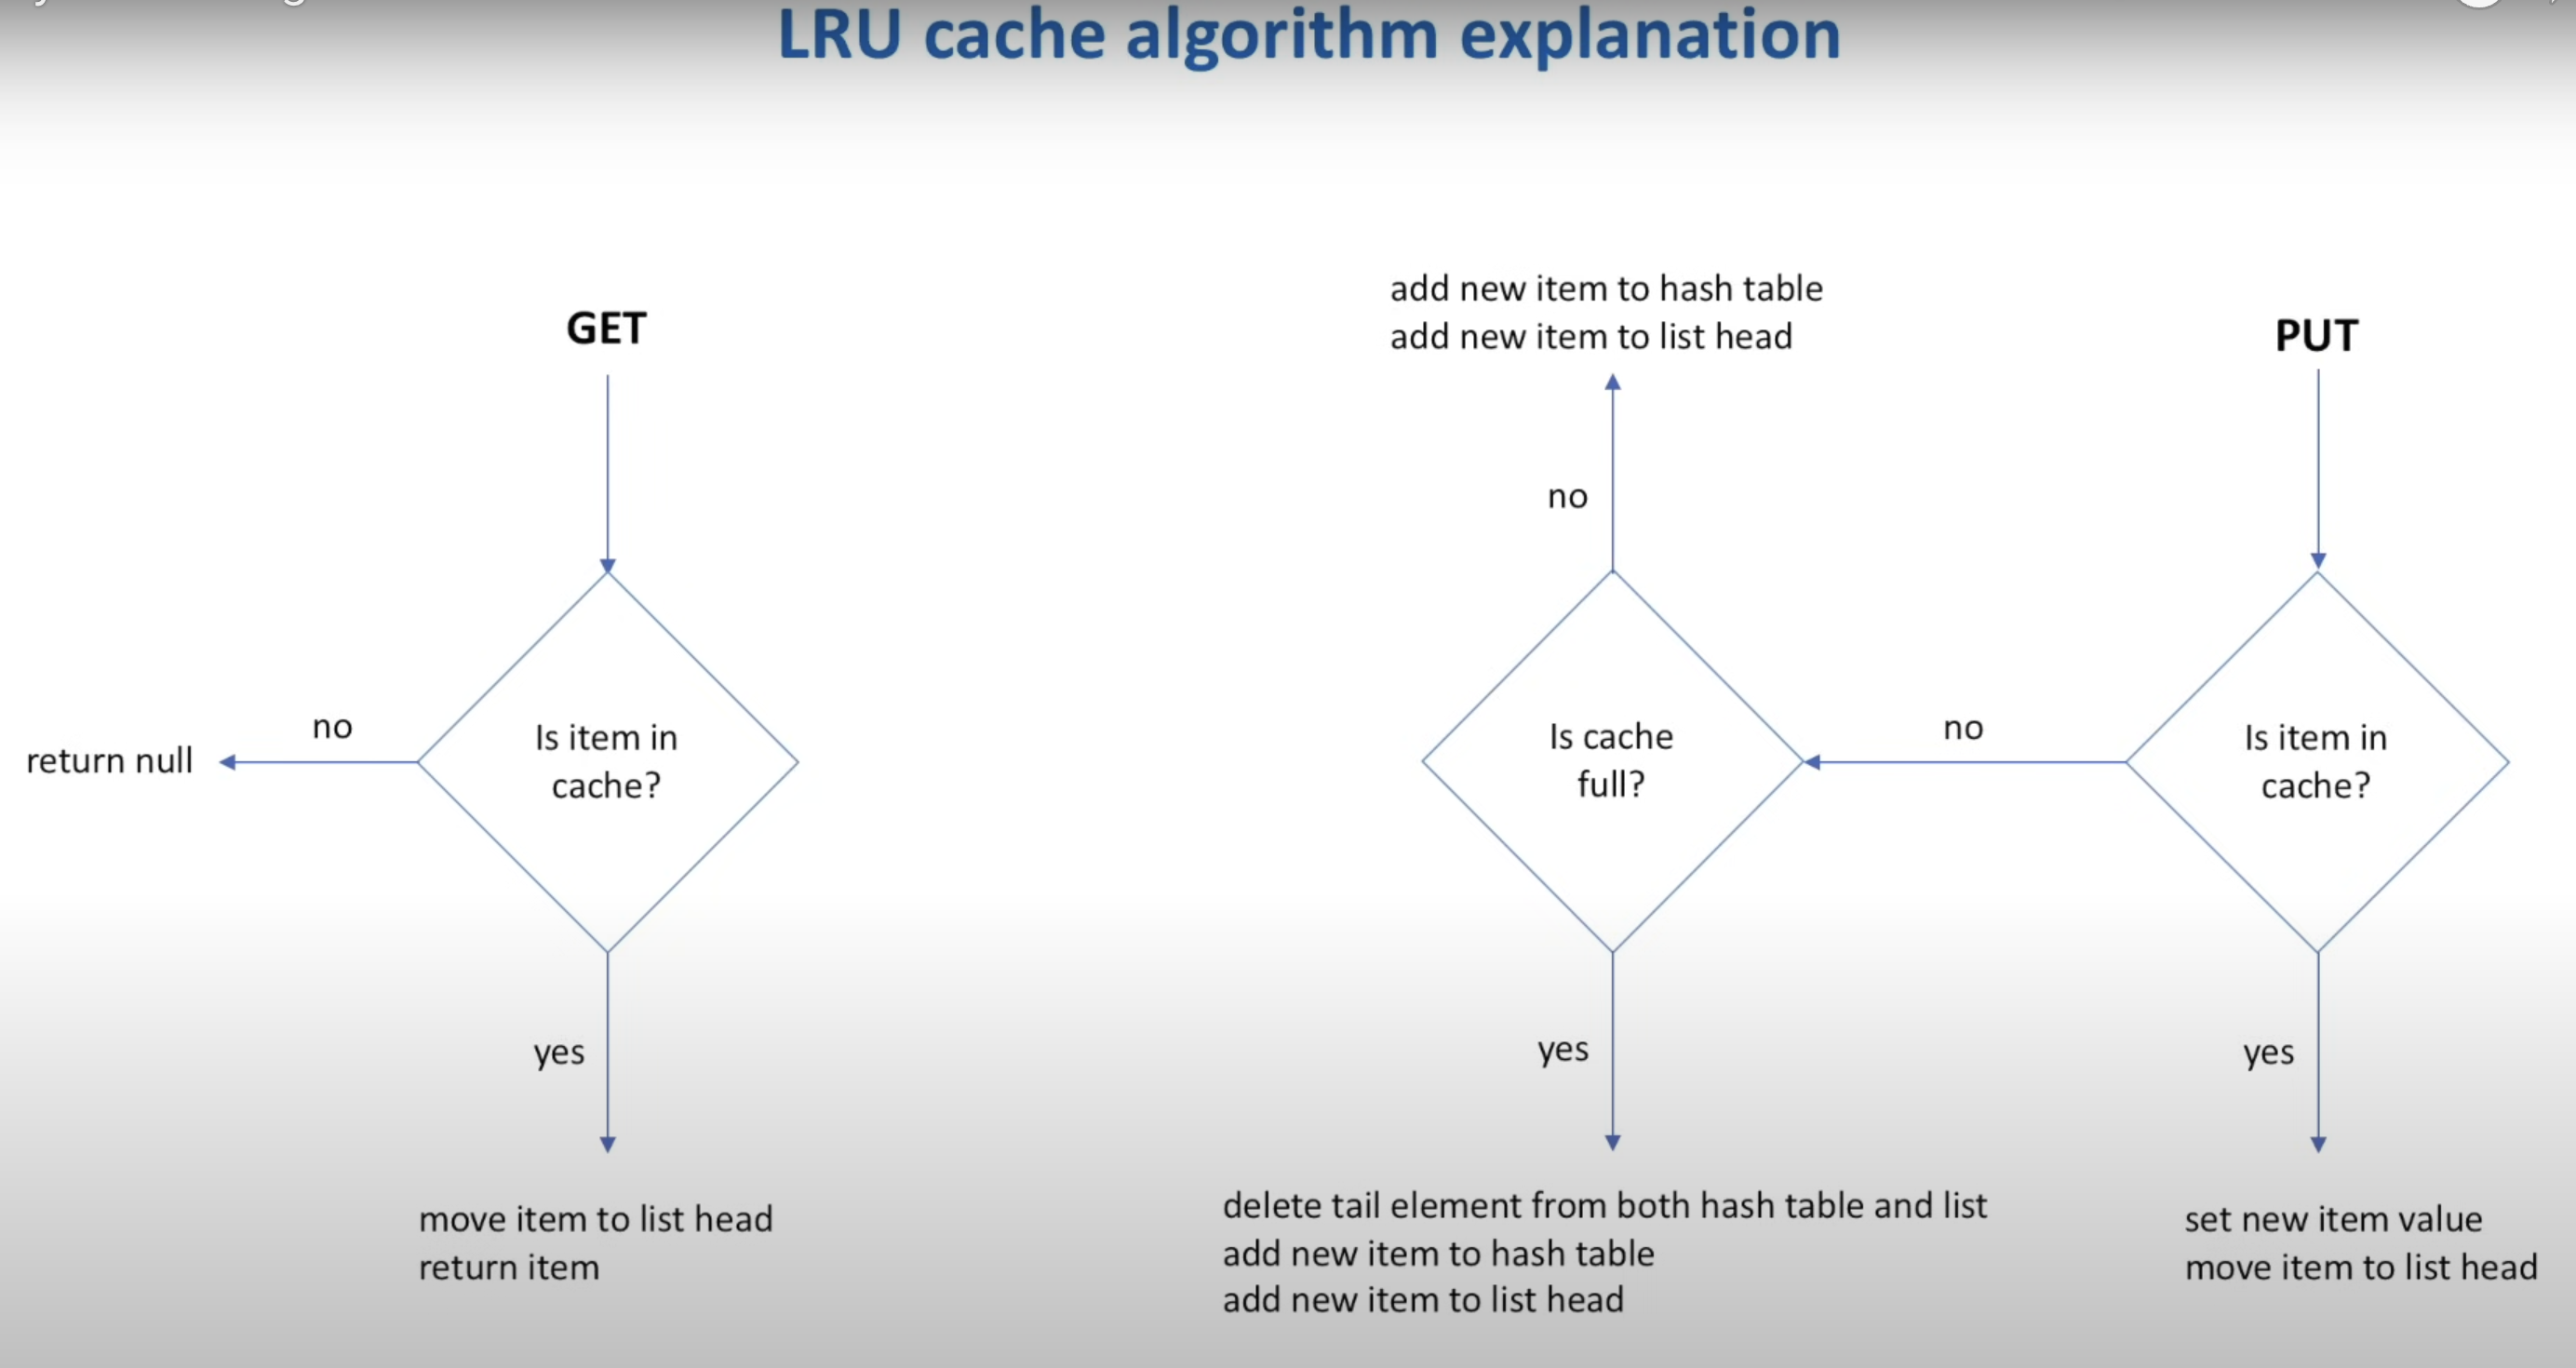 LRU cache algorithm explanation
GET
Is item in
cache?
no
return null
yes
move item to list head
return item
PUT
Is item in
cache?
no
yes
set new item value
move item to list head
Is cache
full?
no
add new item to hash table
add new item to list head
yes
delete tail element from both hash table and list
add new item to hash table
add new item to list head